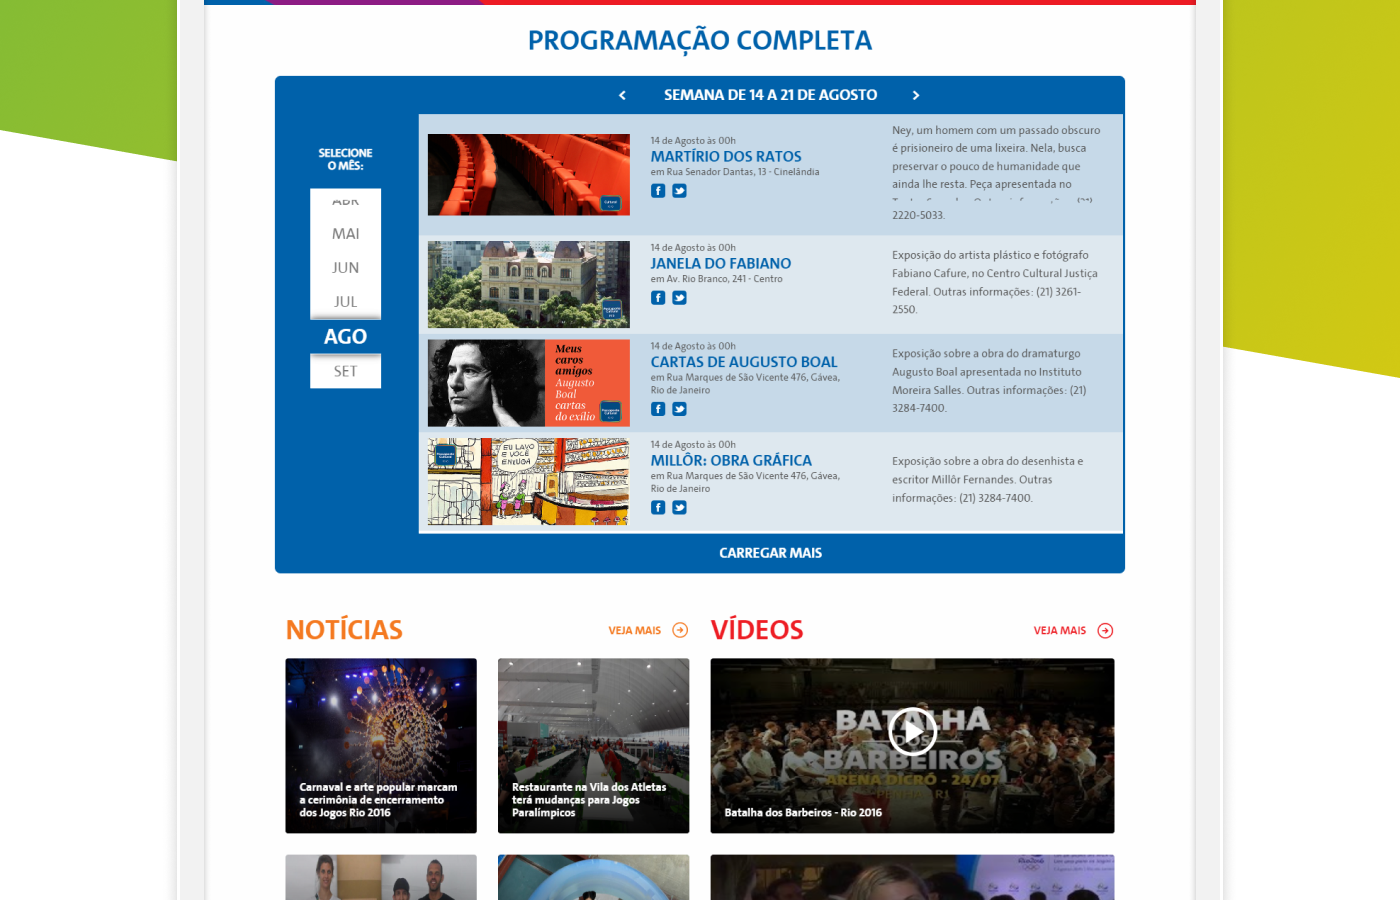 PROGRAMAÇÃO COMPLETA
SEMANA DE 14 A 21 DE AGOSTO
SELECIONE
O MÊS:
ABR
MAI
JUN
JUL
AGO
SET
14 de Agosto às 00h
MARTÍRIO DOS RATOS
em Rua Senador Dantas, 13 - Cinelândia
Ney, um homem com um passado obscuro
é prisioneiro de uma lixeira. Nela, busca
preservar o pouco de humanidade que
ainda lhe resta. Peça apresentada no
2220-5033.
14 de Agosto às 00h
JANELA DO FABIANO
em Av. Rio Branco, 241 - Centro
Exposição do artista plástico e fotógrafo
Fabiano Cafure, no Centro Cultural Justiça
Federal. Outras informações: (21) 3261-
2550.
Meus
caros
amigos
Augusto
Boal
cartas
do exílio
14 de Agosto às 00h
CARTAS DE AUGUSTO BOAL
em Rua Marques de São Vicente 476, Gávea,
Rio de Janeiro
Exposição sobre a obra do dramaturgo
Augusto Boal apresentada no Instituto
Moreira Salles. Outras informações: (21)
3284-7400.
EU LAVO
E VOCÊ
ENXUGA
14 de Agosto às 00h
MILLÔR: OBRA GRÁFICA
em Rua Marques de São Vicente 476, Gávea,
Rio de Janeiro
Exposição sobre a obra do desenhista e
escritor Millôr Fernandes. Outras
informações: (21) 3284-7400.
CARREGAR MAIS
NOTÍCIAS
VEJA MAIS
VÍDEOS
VEJA MAIS
Carnaval e arte popular marcam
a cerimônia de encerramento
dos Jogos Rio 2016
Restaurante na Vila dos Atletas
terá mudanças para Jogos
Paralímpicos
BATALHA
DOS
BARBEIROS
ARENA DICRÓ - 24/07
Batalha dos Barbeiros - Rio 2016